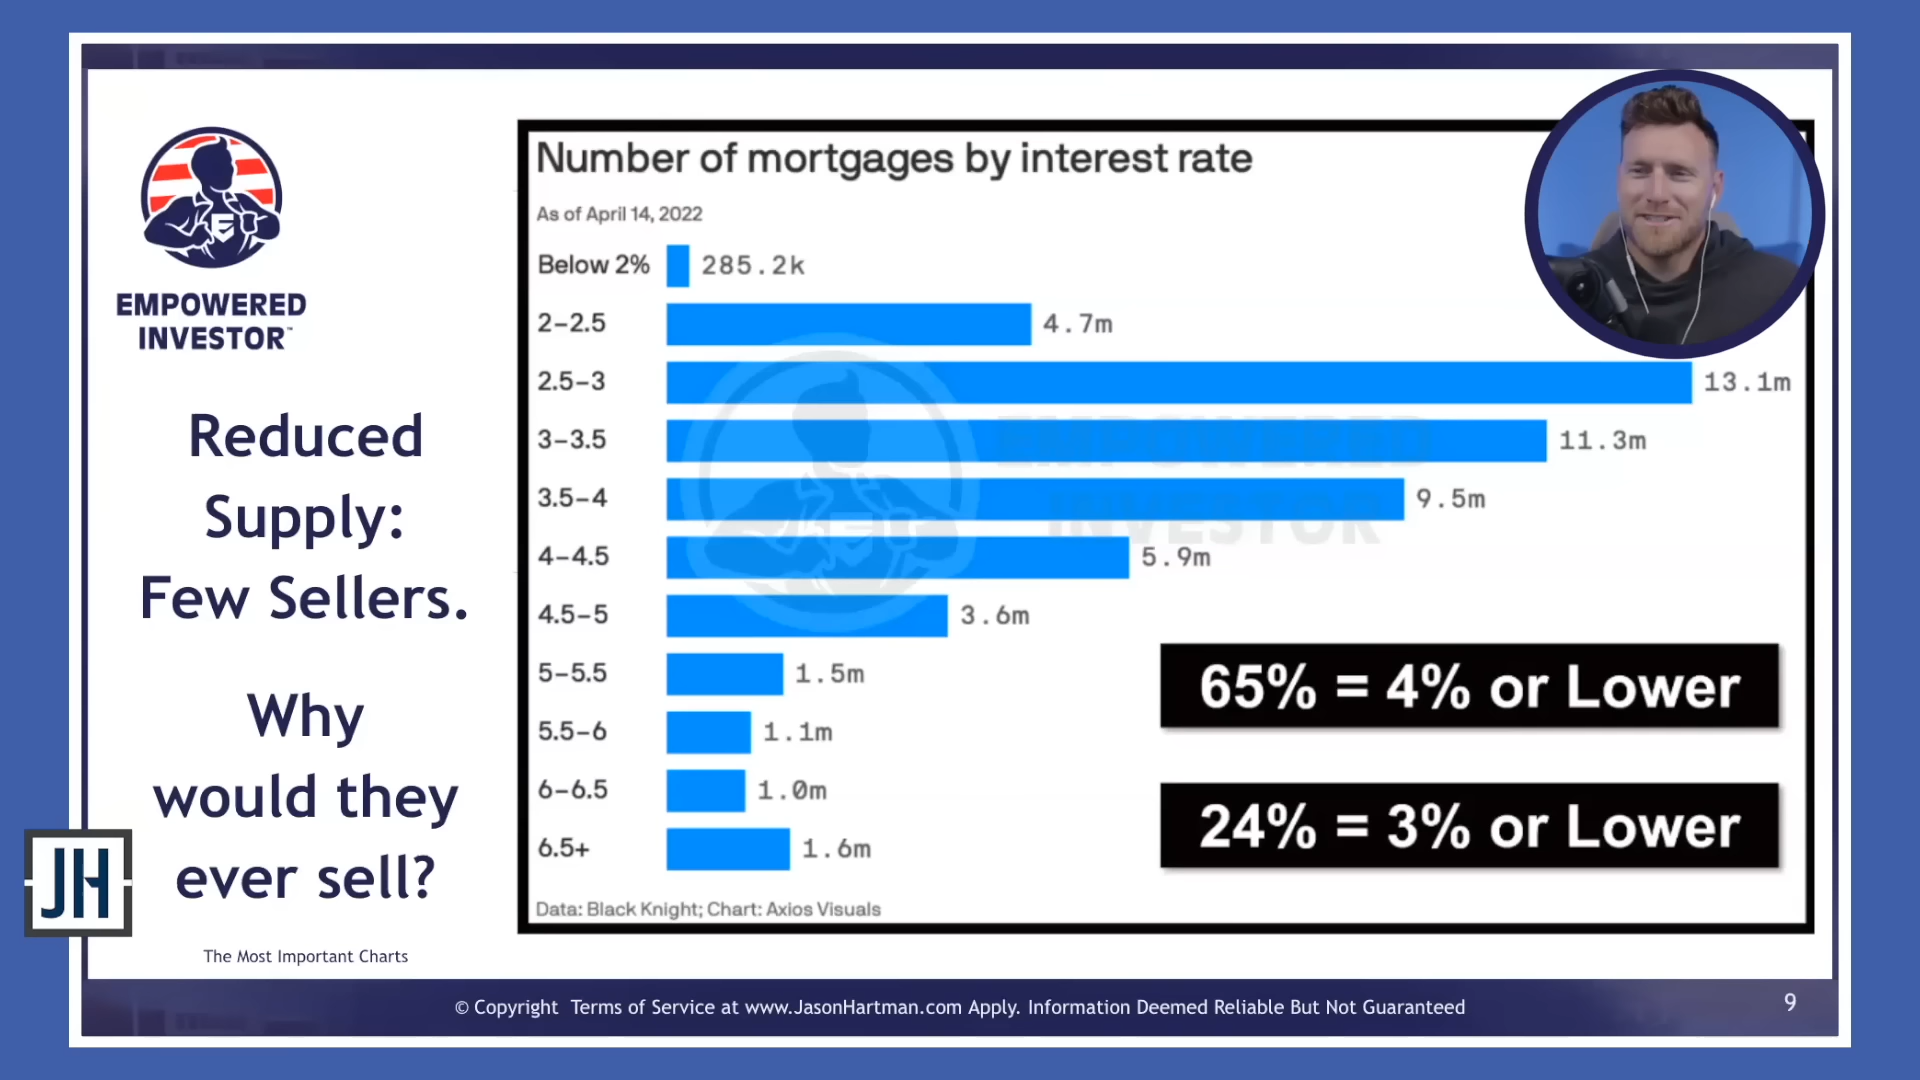 EMPOWERED
INVESTOR™
Reduced
Supply:
Few Sellers.
Why
would they
ever sell?
JH
The Most Important Charts
Number of mortgages by interest rate
As of April 14, 2022
Below 2% 285.2k
2–2.5 4.7m
2.5–3 13.1m
3–3.5 11.3m
3.5–4 9.5m
4–4.5 5.9m
4.5–5 3.6m
5–5.5 1.5m
5.5–6 1.1m
6–6.5 1.0m
6.5+ 1.6m
EMPOWERED
INVESTOR
65% = 4% or Lower
24% = 3% or Lower
Data: Black Knight; Chart: Axios Visuals
© Copyright Terms of Service at www.JasonHartman.com Apply. Information Deemed Reliable But Not Guaranteed
9